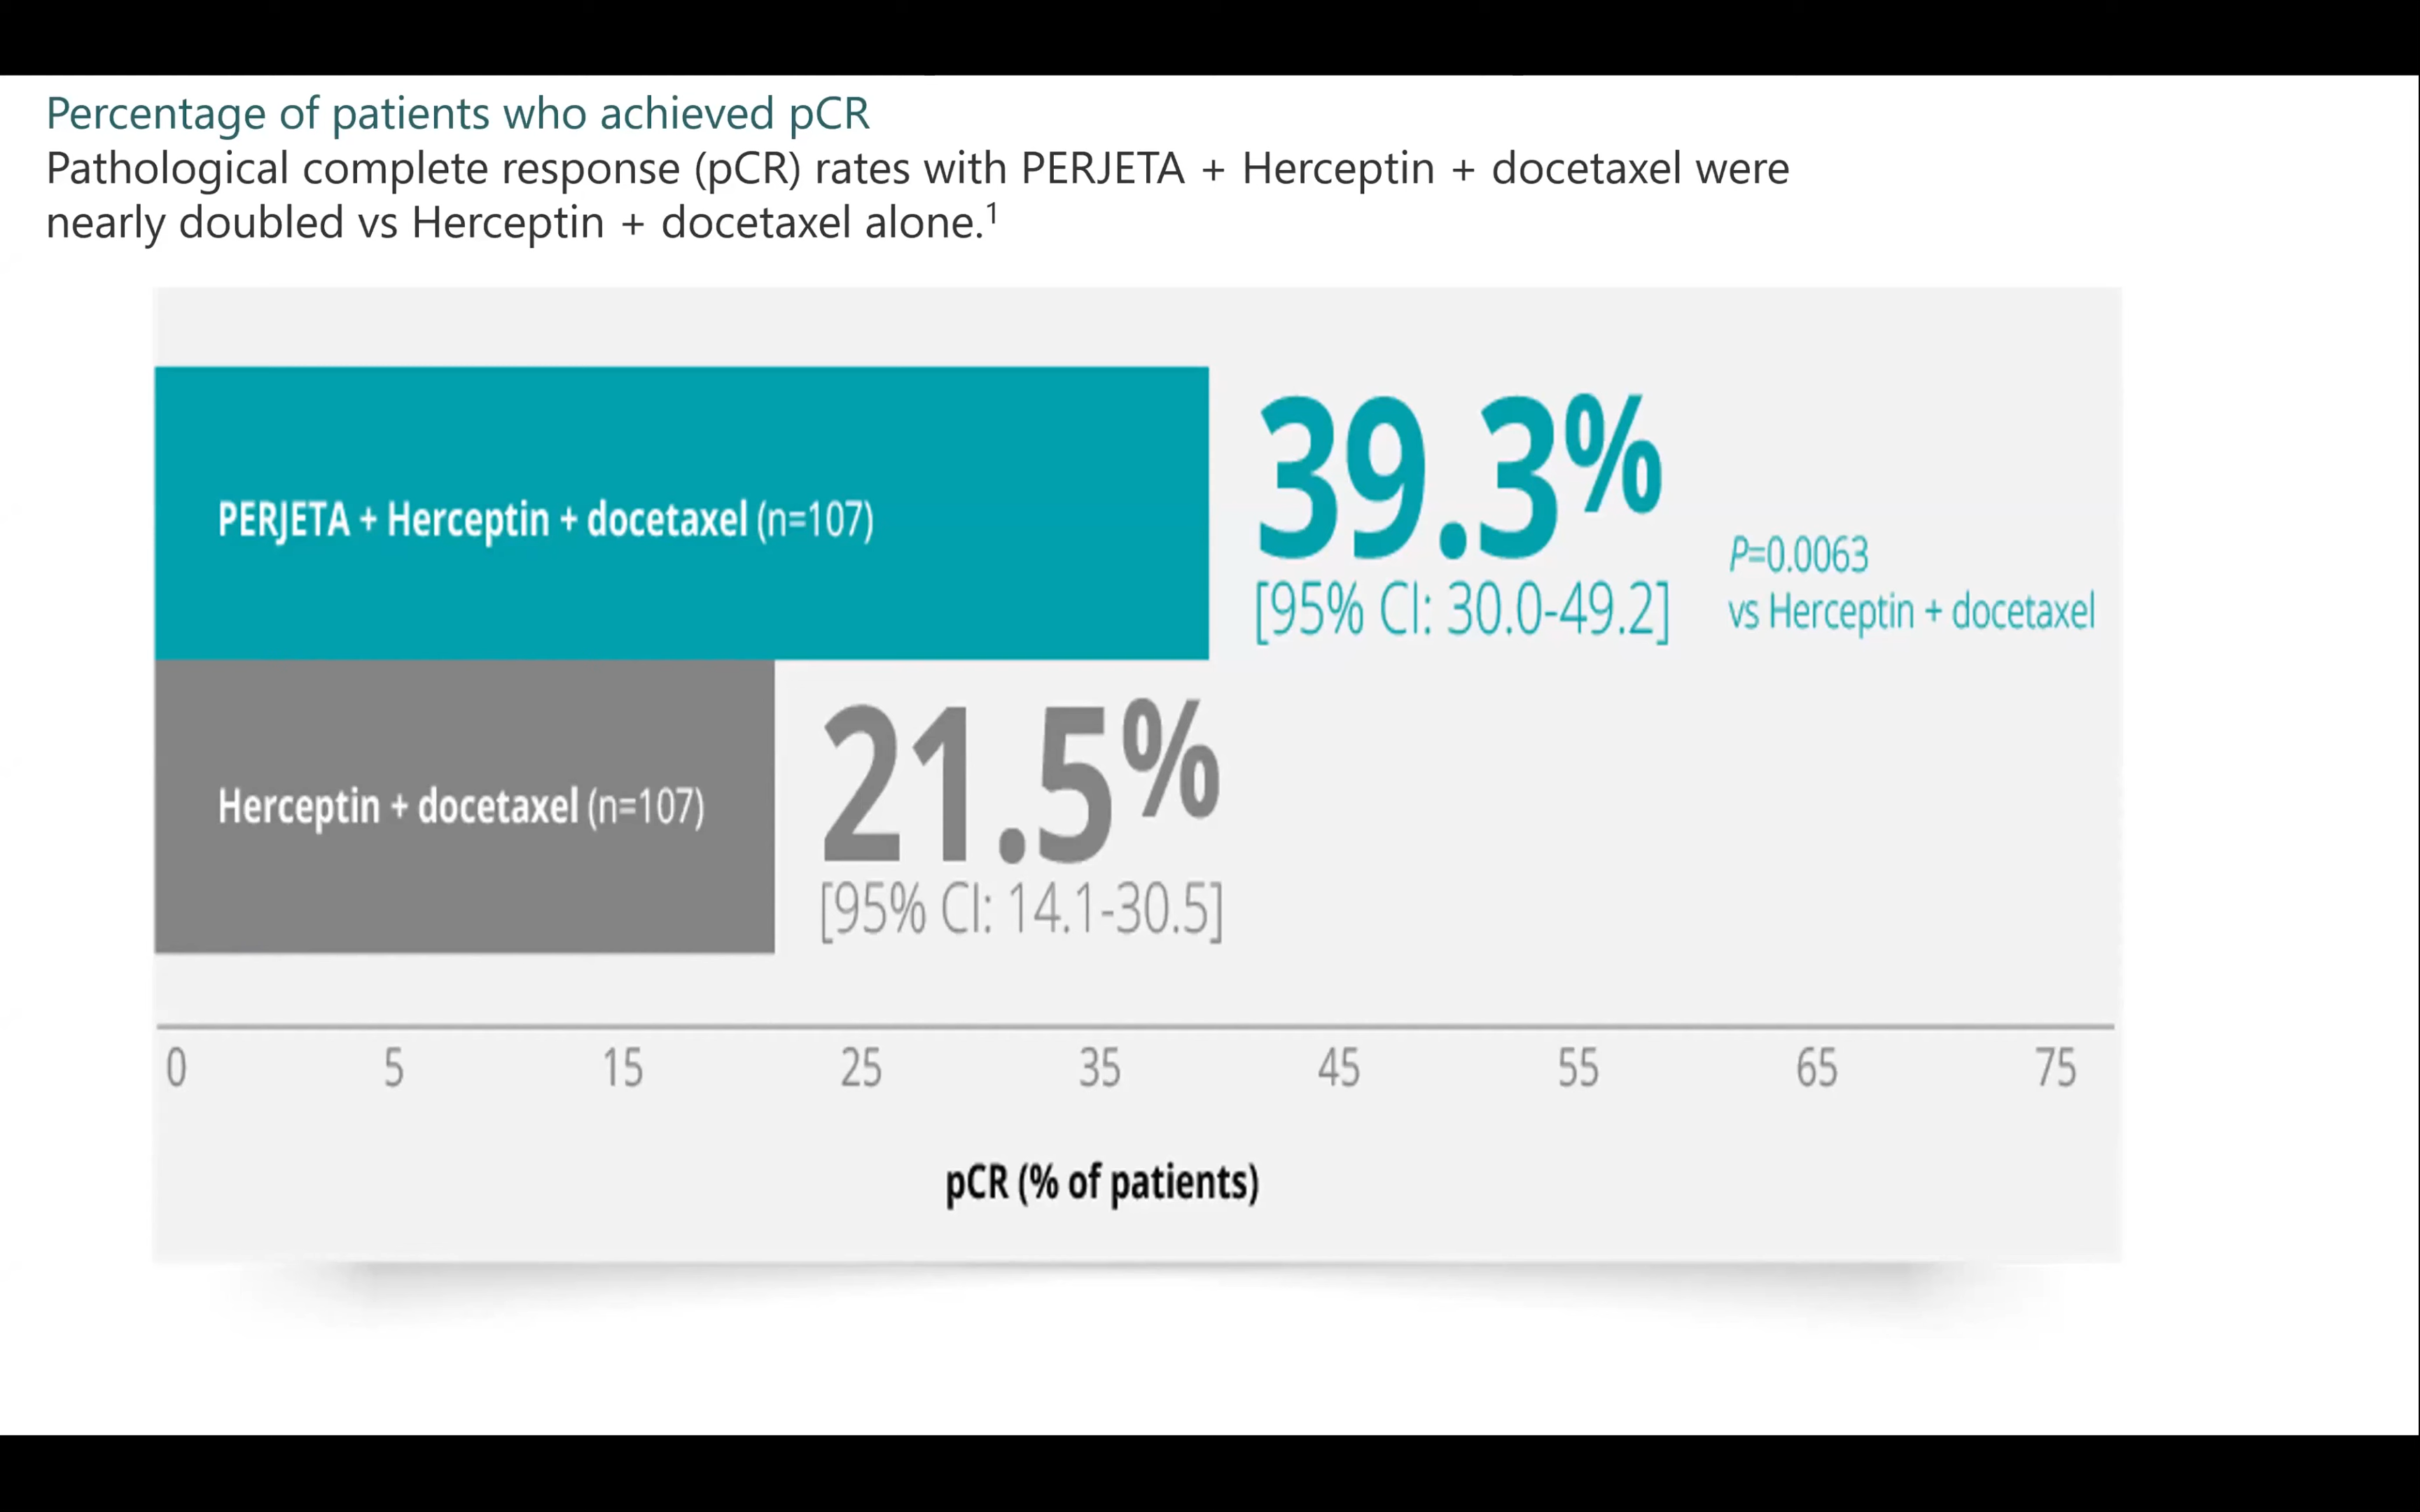 Percentage of patients who achieved pCR
Pathological complete response (pCR) rates with PERJETA + Herceptin + docetaxel were
nearly doubled vs Herceptin + docetaxel alone.¹
PERJETA + Herceptin + docetaxel (n=107)
39.3%
[95% CI: 30.0-49.2]
P=0.0063
vs Herceptin + docetaxel
Herceptin + docetaxel (n=107)
21.5%
[95% CI: 14.1-30.5]
0 5 15 25 35 45 55 65 75
pCR (% of patients)